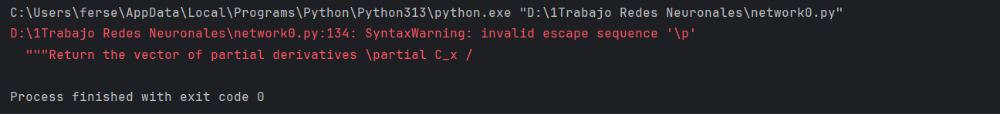 C:\Users\ferse\AppData\Local\Programs\Python\Python313\python.exe "D:\1Trabajo Redes Neuronales\network0.py"
D:\1Trabajo Redes Neuronales\network0.py:134: SyntaxWarning: invalid escape sequence '\p'
  """Return the vector of partial derivatives \partial C_x /
Process finished with exit code 0